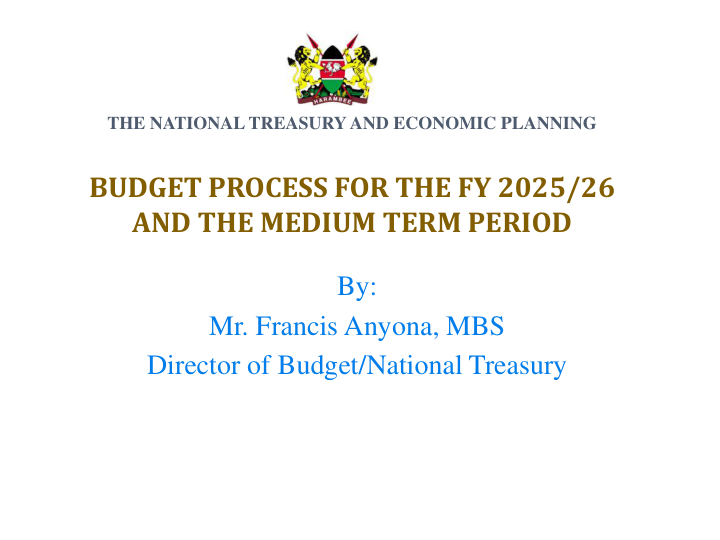 HARAMBEE
THE NATIONAL TREASURY AND ECONOMIC PLANNING
BUDGET PROCESS FOR THE FY 2025/26
AND THE MEDIUM TERM PERIOD
By:
Mr. Francis Anyona, MBS
Director of Budget/National Treasury